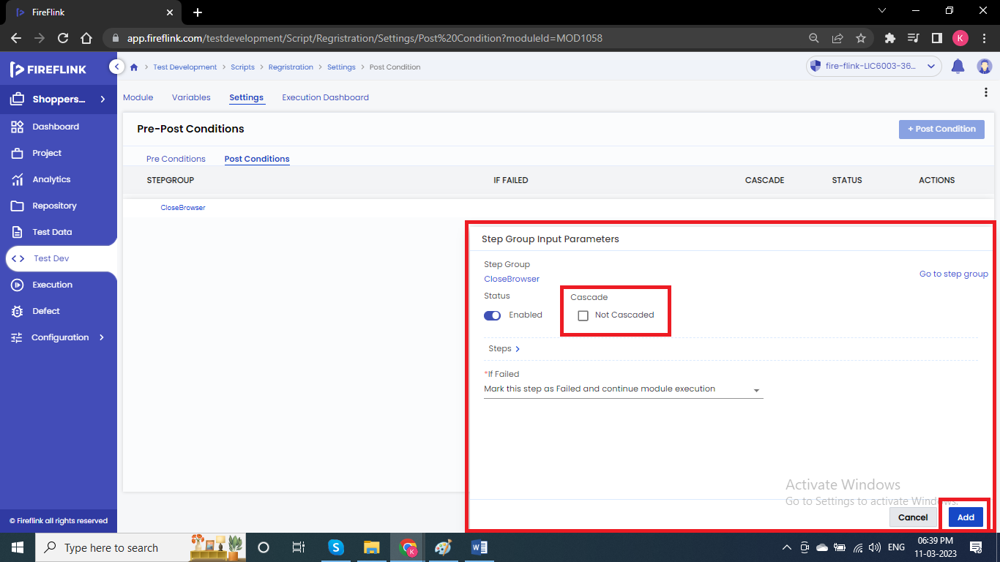 FireFlink
app.fireflink.com/testdevelopment/Script/Regristration/Settings/Post%20Condition?moduleId=MOD1058
K
FIREFLINK
Test Development
Scripts
Regristration
Settings
Post Condition
fire-flink-LIC6003-36...
Shoppers...
Module
Variables
Settings
Execution Dashboard
Dashboard
Project
Analytics
Repository
Test Data
Test Dev
Execution
Defect
Configuration
Pre-Post Conditions
+ Post Condition
Pre Conditions
Post Conditions
STEPGROUP
IF FAILED
CASCADE
STATUS
ACTIONS
CloseBrowser
Step Group Input Parameters
Step Group
CloseBrowser
Go to step group
Status
Cascade
Enabled
Not Cascaded
Steps
*If Failed
Mark this step as Failed and continue module execution
Activate Windows
Go to Settings to activate Windows.
Cancel
Add
© Fireflink all rights reserved
Type here to search
S
K
W
ENG
06:39 PM
11-03-2023